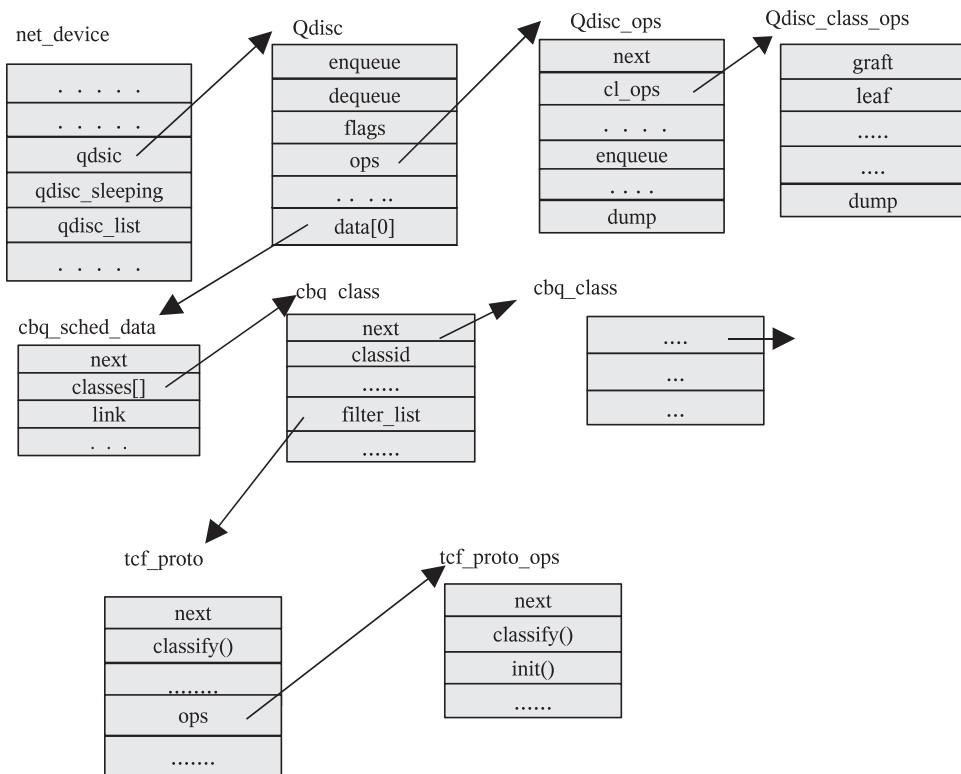 net_device
. . . . .
. . . . .
qdsic
qdisc_sleeping
qdisc_list
. . . . .
Qdisc
enqueue
dequeue
flags
ops
. . . ..
data[0]
Qdisc_ops
next
cl_ops
. . . .
enqueue
. . . .
dump
Qdisc_class_ops
graft
leaf
.....
....
dump
cbq_sched_data
next
classes[]
link
. . .
cbq_class
next
classid
......
filter_list
......
cbq_class
....
...
...
tcf_proto
next
classify()
........
ops
.......
tcf_proto_ops
next
classify()
init()
......